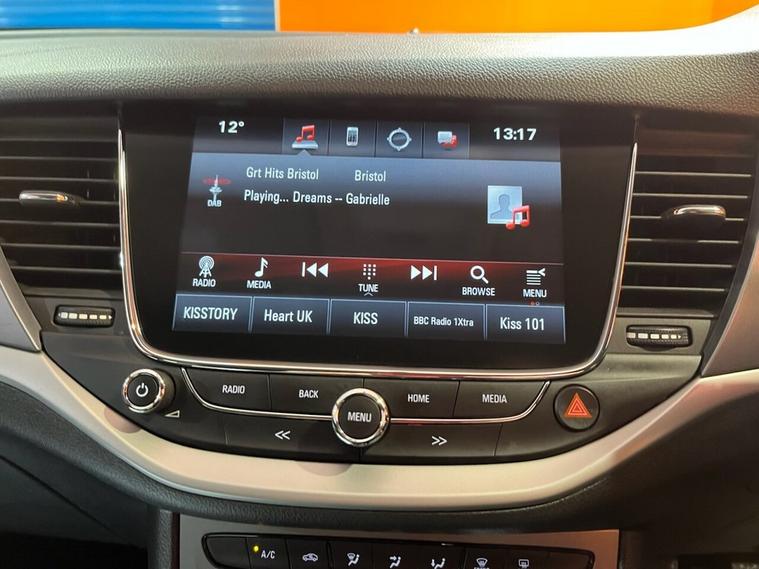 12° 13:17
Grt Hits Bristol Bristol
DAB
Playing... Dreams -- Gabrielle
RADIO MEDIA TUNE BROWSE MENU
KISSTORY Heart UK KISS BBC Radio 1Xtra Kiss 101
RADIO BACK HOME MEDIA
MENU
<< >>
A/C